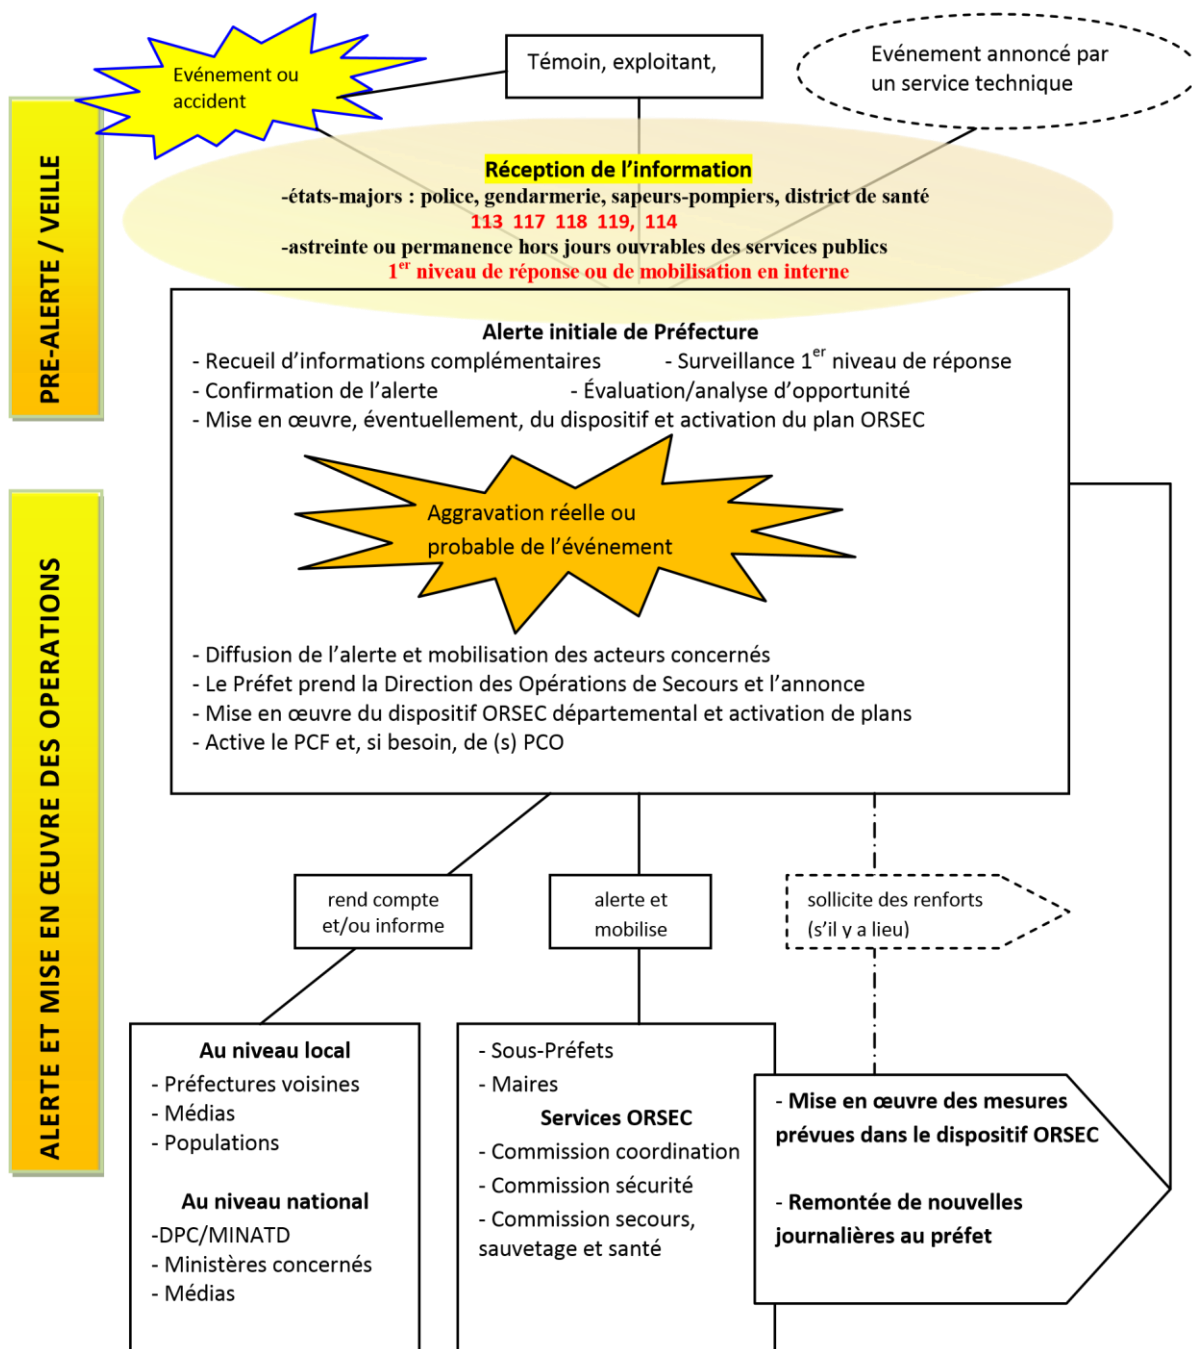 Evénement ou
accident
Témoin, exploitant,
Evénement annoncé par
un service technique
PRE-ALERTE / VEILLE
Réception de l’information
-états-majors : police, gendarmerie, sapeurs-pompiers, district de santé
113 117 118 119, 114
-astreinte ou permanence hors jours ouvrables des services publics
1er niveau de réponse ou de mobilisation en interne
Alerte initiale de Préfecture
- Recueil d’informations complémentaires - Surveillance 1er niveau de réponse
- Confirmation de l’alerte - Évaluation/analyse d’opportunité
- Mise en œuvre, éventuellement, du dispositif et activation du plan ORSEC
ALERTE ET MISE EN ŒUVRE DES OPERATIONS
Aggravation réelle ou
probable de l’événement
- Diffusion de l’alerte et mobilisation des acteurs concernés
- Le Préfet prend la Direction des Opérations de Secours et l’annonce
- Mise en œuvre du dispositif ORSEC départemental et activation de plans
- Active le PCF et, si besoin, de (s) PCO
rend compte
et/ou informe
alerte et
mobilise
sollicite des renforts
(s’il y a lieu)
Au niveau local
- Préfectures voisines
- Médias
- Populations
Au niveau national
-DPC/MINATD
- Ministères concernés
- Médias
- Sous-Préfets
- Maires
Services ORSEC
- Commission coordination
- Commission sécurité
- Commission secours,
sauvetage et santé
- Mise en œuvre des mesures
prévues dans le dispositif ORSEC
- Remontée de nouvelles
journalières au préfet